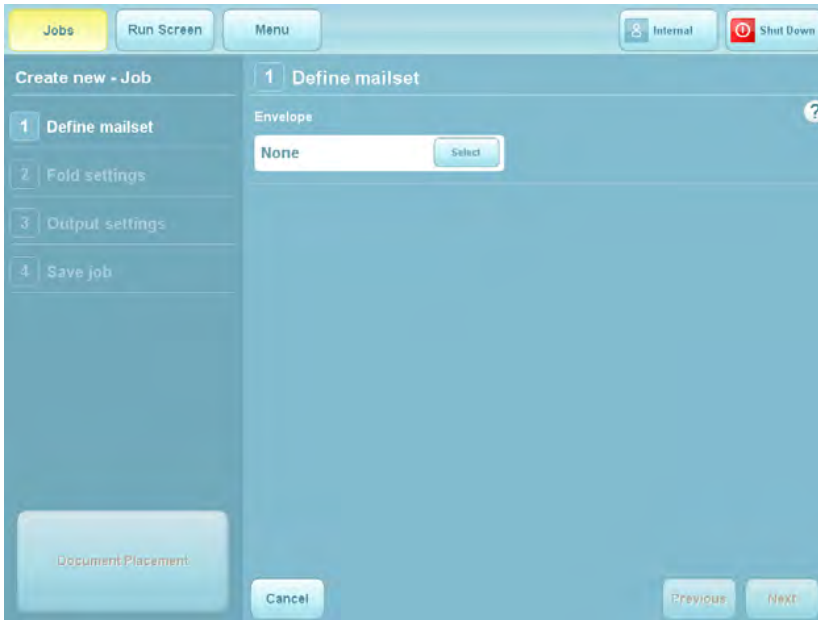 Jobs
Run Screen
Menu
Internal
Shut Down
Create new - Job
1 Define mailset
2 Fold settings
3 Output settings
4 Save job
Document Placement
1 Define mailset
Envelope
?
None
Select
Cancel
Previous
Next